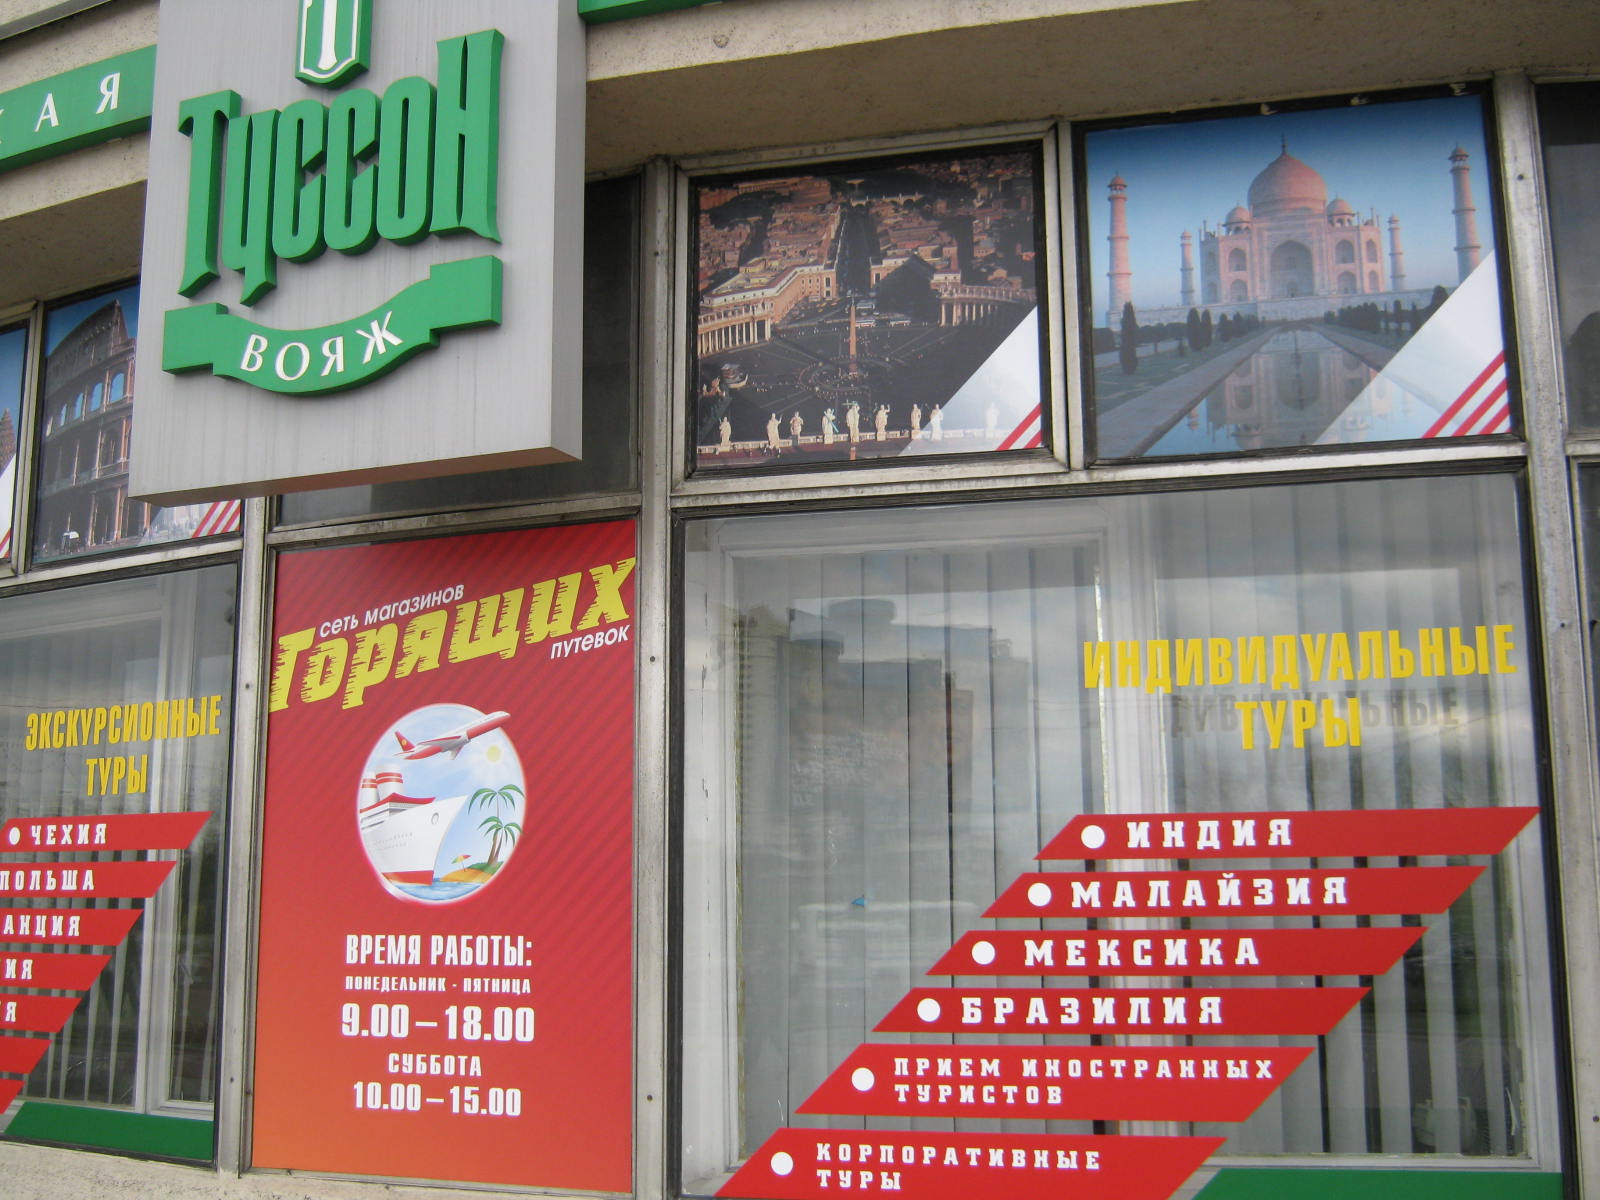 Туссон
ВОЯЖ
сеть магазинов
Горящих
путевок
ВРЕМЯ РАБОТЫ:
ПОНЕДЕЛЬНИК - ПЯТНИЦА
9.00 – 18.00
СУББОТА
10.00 – 15.00
ЭКСКУРСИОННЫЕ
ТУРЫ
ЧЕХИЯ
ПОЛЬША
ИНДИВИДУАЛЬНЫЕ
ТУРЫ
ИНДИЯ
МАЛАЙЗИЯ
МЕКСИКА
БРАЗИЛИЯ
ПРИЕМ ИНОСТРАННЫХ
ТУРИСТОВ
КОРПОРАТИВНЫЕ
ТУРЫ